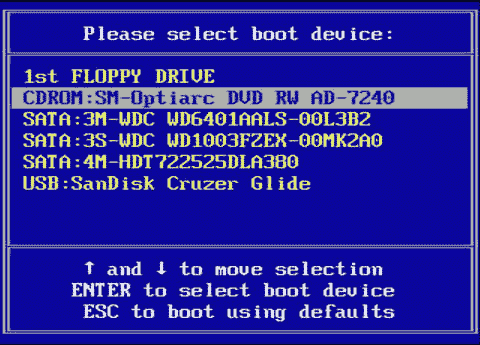 Please select boot device:
1st FLOPPY DRIVE
CDROM:SM-Optiarc DVD RW AD-7240
SATA:3M-WDC WD6401AALS-00L3B2
SATA:3S-WDC WD1003FZEX-00MK2A0
SATA:4M-HDT722525DLA380
USB:SanDisk Cruzer Glide
↑ and ↓ to move selection
ENTER to select boot device
ESC to boot using defaults